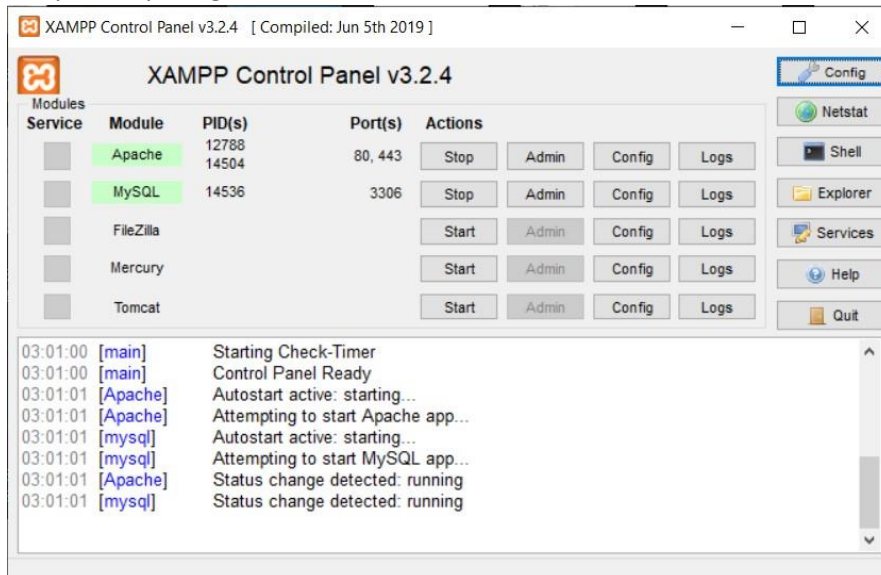 XAMPP Control Panel v3.2.4 [ Compiled: Jun 5th 2019 ]
XAMPP Control Panel v3.2.4
Config
Modules
Service Module PID(s) Port(s) Actions
Netstat
Apache 12788 14504 80, 443 Stop Admin Config Logs
Shell
MySQL 14536 3306 Stop Admin Config Logs
Explorer
FileZilla Start Admin Config Logs
Services
Mercury Start Admin Config Logs
Help
Tomcat Start Admin Config Logs
Quit
03:01:00 [main] Starting Check-Timer
03:01:00 [main] Control Panel Ready
03:01:01 [Apache] Autostart active: starting...
03:01:01 [Apache] Attempting to start Apache app...
03:01:01 [mysql] Autostart active: starting...
03:01:01 [mysql] Attempting to start MySQL app...
03:01:01 [Apache] Status change detected: running
03:01:01 [mysql] Status change detected: running